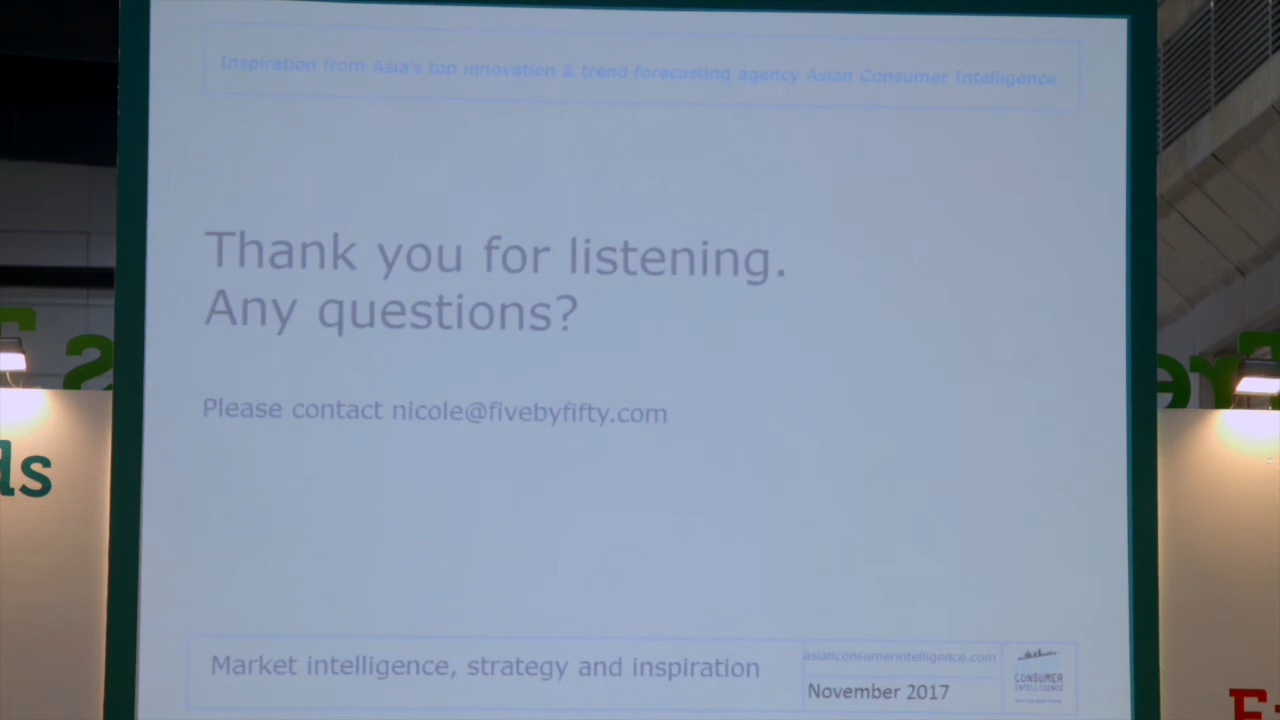 Inspiration from Asia's top innovation & trend forecasting agency Asian Consumer Intelligence
Thank you for listening.
Any questions?
Please contact nicole@fivebyfifty.com
Market intelligence, strategy and inspiration
asianconsumerintelligence.com
November 2017
CONSUMER
INTELLIGENCE
ds